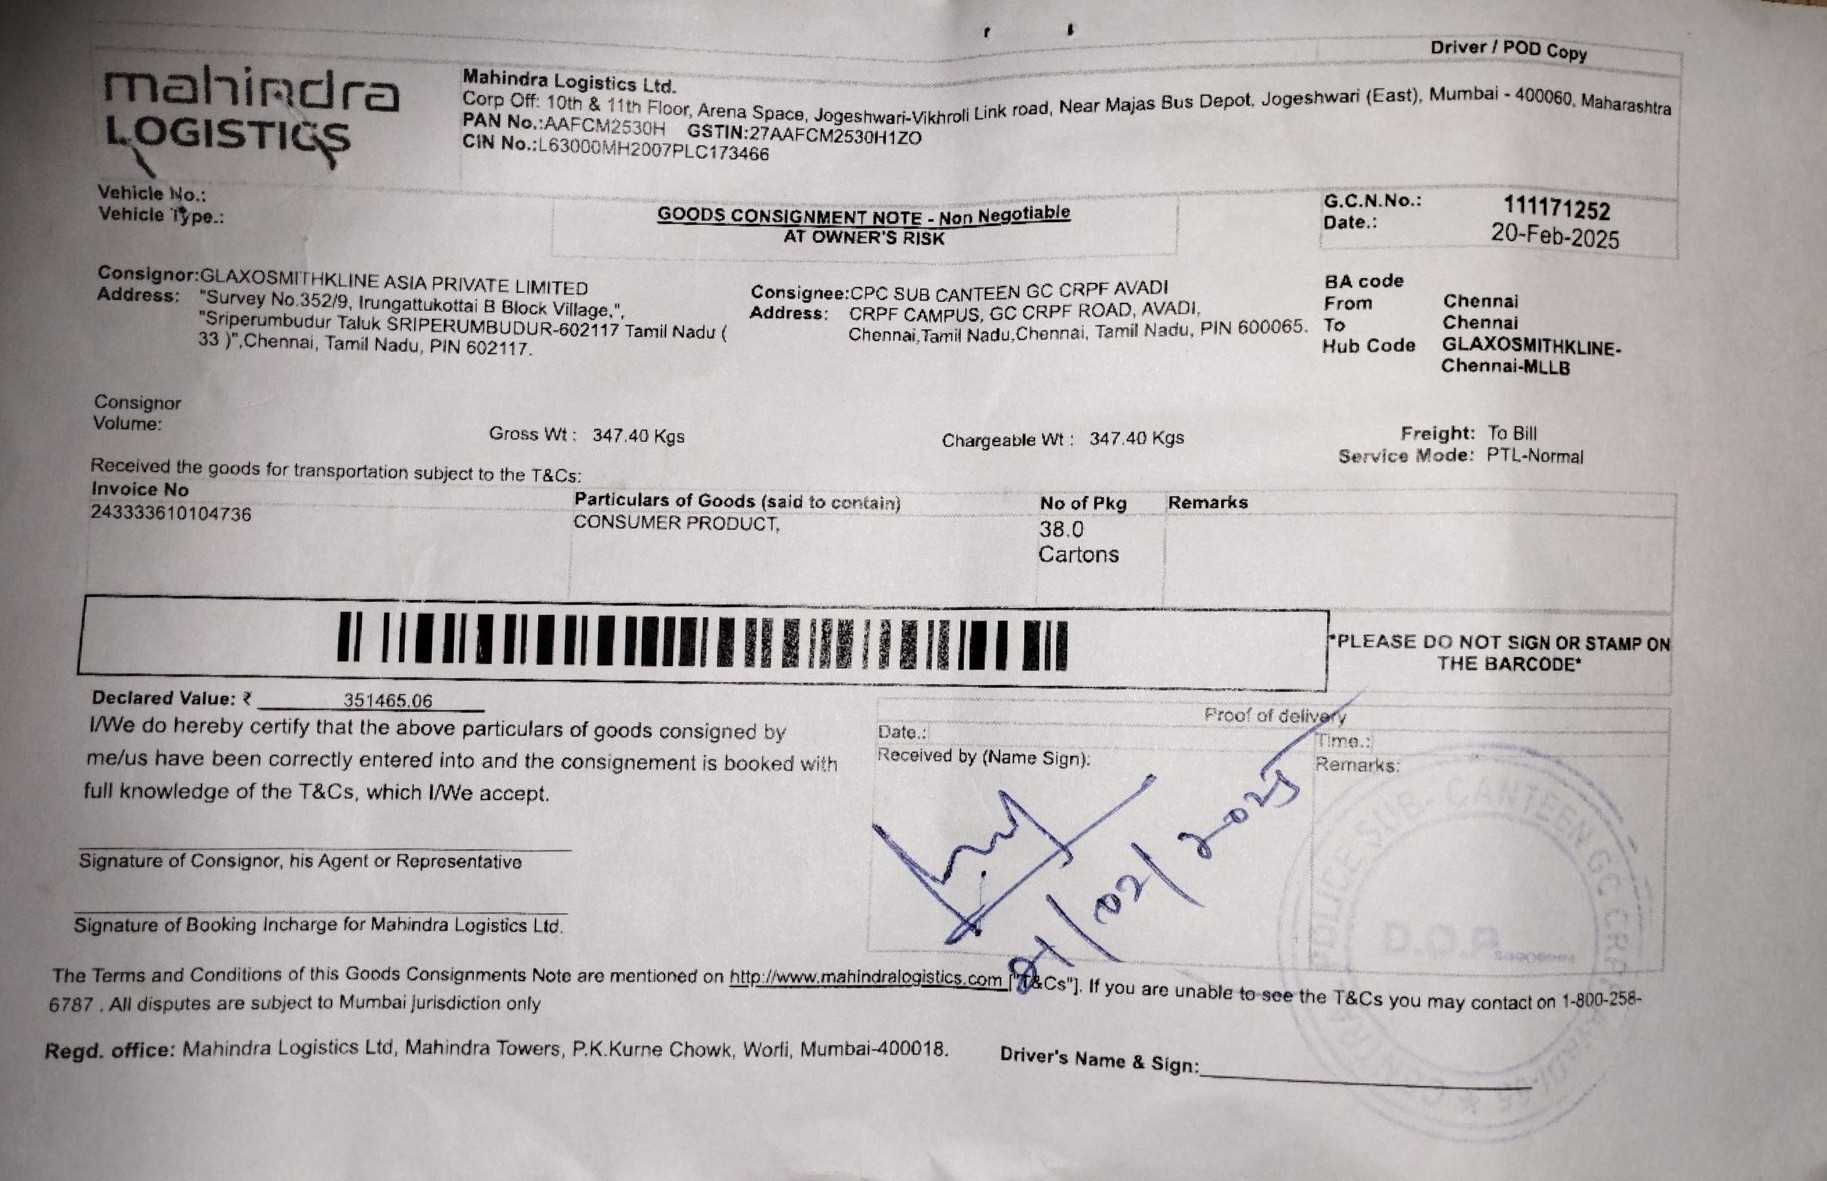 Driver / POD Copy
mahindra
LOGISTICS
Mahindra Logistics Ltd.
Corp Off: 10th & 11th Floor, Arena Space, Jogeshwari-Vikhroli Link road, Near Majas Bus Depot, Jogeshwari (East), Mumbai - 400060, Maharashtra
PAN No.:AAFCM2530H GSTIN:27AAFCM2530H1ZO
CIN No.:L63000MH2007PLC173466
Vehicle No.:
Vehicle Type.:
GOODS CONSIGNMENT NOTE - Non Negotiable
AT OWNER'S RISK
G.C.N.No.: 111171252
Date.: 20-Feb-2025
Consignor:GLAXOSMITHKLINE ASIA PRIVATE LIMITED
Address: "Survey No.352/9, Irungattukottai B Block Village,",
"Sriperumbudur Taluk SRIPERUMBUDUR-602117 Tamil Nadu (
33 )",Chennai, Tamil Nadu, PIN 602117.
Consignee:CPC SUB CANTEEN GC CRPF AVADI
Address: CRPF CAMPUS, GC CRPF ROAD, AVADI,
Chennai,Tamil Nadu,Chennai, Tamil Nadu, PIN 600065.
BA code
From Chennai
To Chennai
Hub Code GLAXOSMITHKLINE-
Chennai-MLLB
Consignor
Volume:
Gross Wt : 347.40 Kgs
Chargeable Wt : 347.40 Kgs
Freight: To Bill
Service Mode: PTL-Normal
Received the goods for transportation subject to the T&Cs:
Invoice No Particulars of Goods (said to contain) No of Pkg Remarks
243333610104736 CONSUMER PRODUCT, 38.0
Cartons
*PLEASE DO NOT SIGN OR STAMP ON
THE BARCODE*
Declared Value: ₹ 351465.06
I/We do hereby certify that the above particulars of goods consigned by
me/us have been correctly entered into and the consignement is booked with
full knowledge of the T&Cs, which I/We accept.
Proof of delivery
Date.:
Time.:
Received by (Name Sign):
Remarks:
21/02/2025
POLICE SUB. CANTEEN GC CRPF
D.O.P.
Signature of Consignor, his Agent or Representative
Signature of Booking Incharge for Mahindra Logistics Ltd.
The Terms and Conditions of this Goods Consignments Note are mentioned on http://www.mahindralogistics.com ["T&Cs"]. If you are unable to see the T&Cs you may contact on 1-800-258-
6787 . All disputes are subject to Mumbai jurisdiction only
Regd. office: Mahindra Logistics Ltd, Mahindra Towers, P.K.Kurne Chowk, Worli, Mumbai-400018.
Driver's Name & Sign: